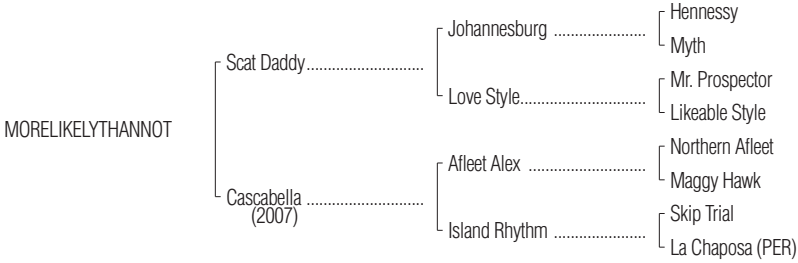 Hennessy
Johannesburg ......................
Myth
Scat Daddy............................
Mr. Prospector
Love Style..............................
Likeable Style
MORELIKELYTHANNOT
Northern Afleet
Afleet Alex ............................
Maggy Hawk
Cascabella ............................
(2007)
Skip Trial
Island Rhythm ......................
La Chaposa (PER)